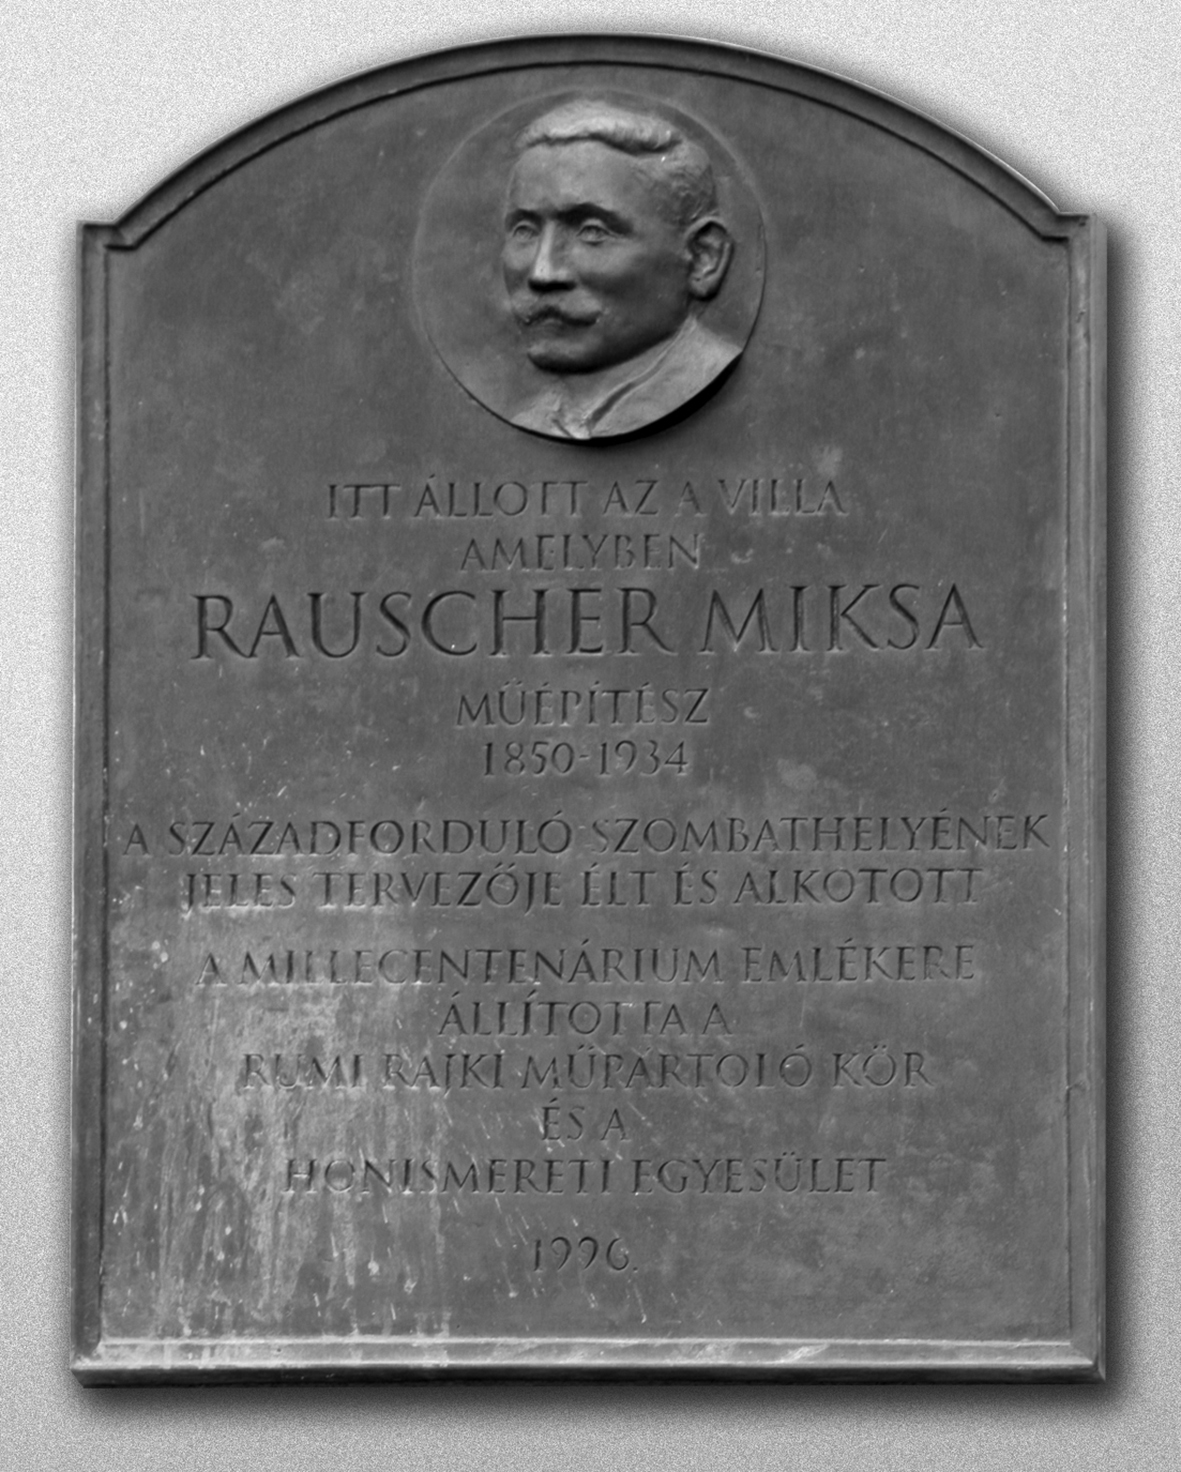 ITT ÁLLOTT AZ A VILLA
AMELYBEN
RAUSCHER MIKSA
MŰÉPÍTÉSZ
1850-1934
A SZÁZADFORDULÓ SZOMBATHELYÉNEK
JELES TERVEZŐJE ÉLT ÉS ALKOTOTT
A MILLECENTENÁRIUM EMLÉKERE
ÁLLÍTOTTA A
RUMI RAJKI MŰPÁRTOLÓ KÖR
ÉS A
HONISMERETI EGYESÜLET
1996.